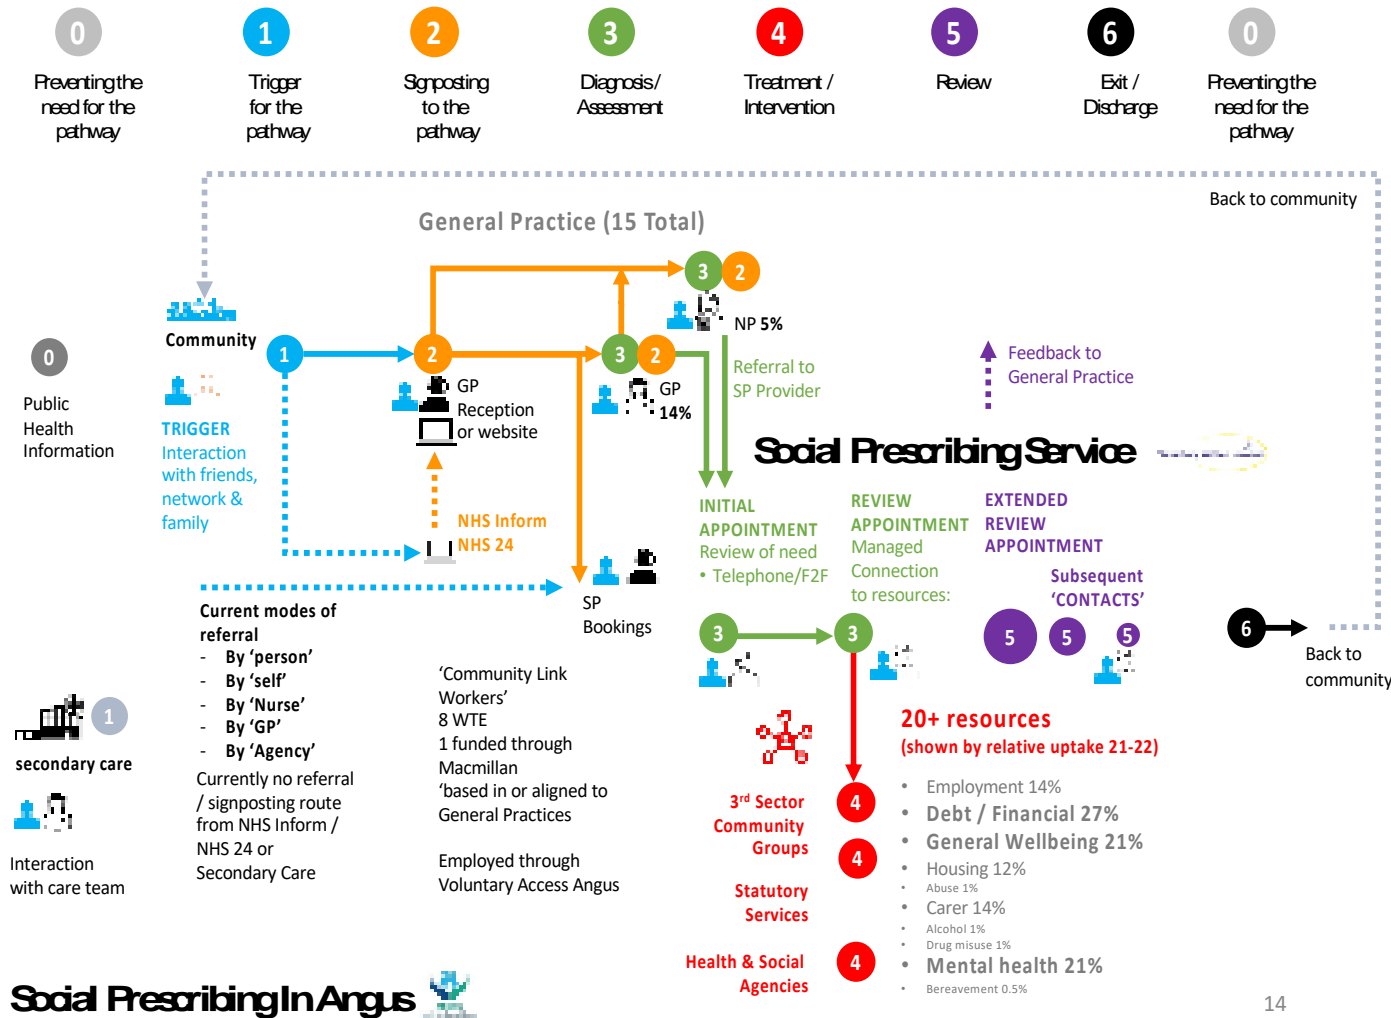 0
1
2
3
4
5
6
0
Preventing the
need for the
pathway
Trigger
for the
pathway
Signposting
to the
pathway
Diagnosis /
Assessment
Treatment /
Intervention
Review
Exit /
Discharge
Preventing the
need for the
pathway
Back to community
General Practice (15 Total)
3
2
NP 5%
Community
1
2
3
2
0
Public
Health
Information
GP
Reception
or website
GP
14%
Referral to
SP Provider
Feedback to
General Practice
TRIGGER
Interaction
with friends,
network &
family
Social Prescribing Service
NHS Inform
NHS 24
INITIAL
APPOINTMENT
Review of need
• Telephone/F2F
REVIEW
APPOINTMENT
Managed
Connection
to resources:
EXTENDED
REVIEW
APPOINTMENT
Subsequent
'CONTACTS'
SP
Bookings
3
3
5
5
5
6
Back to
community
Current modes of
referral
- By 'person'
- By 'self'
- By 'Nurse'
- By 'GP'
- By 'Agency'
Currently no referral
/ signposting route
from NHS Inform /
NHS 24 or
Secondary Care
'Community Link
Workers'
8 WTE
1 funded through
Macmillan
'based in or aligned to
General Practices
Employed through
Voluntary Access Angus
1
secondary care
Interaction
with care team
3rd Sector
Community
Groups
4
4
Statutory
Services
Health & Social
Agencies
4
20+ resources
(shown by relative uptake 21-22)
• Employment 14%
• Debt / Financial 27%
• General Wellbeing 21%
• Housing 12%
• Abuse 1%
• Carer 14%
• Alcohol 1%
• Drug misuse 1%
• Mental health 21%
• Bereavement 0.5%
Social Prescribing In Angus
14